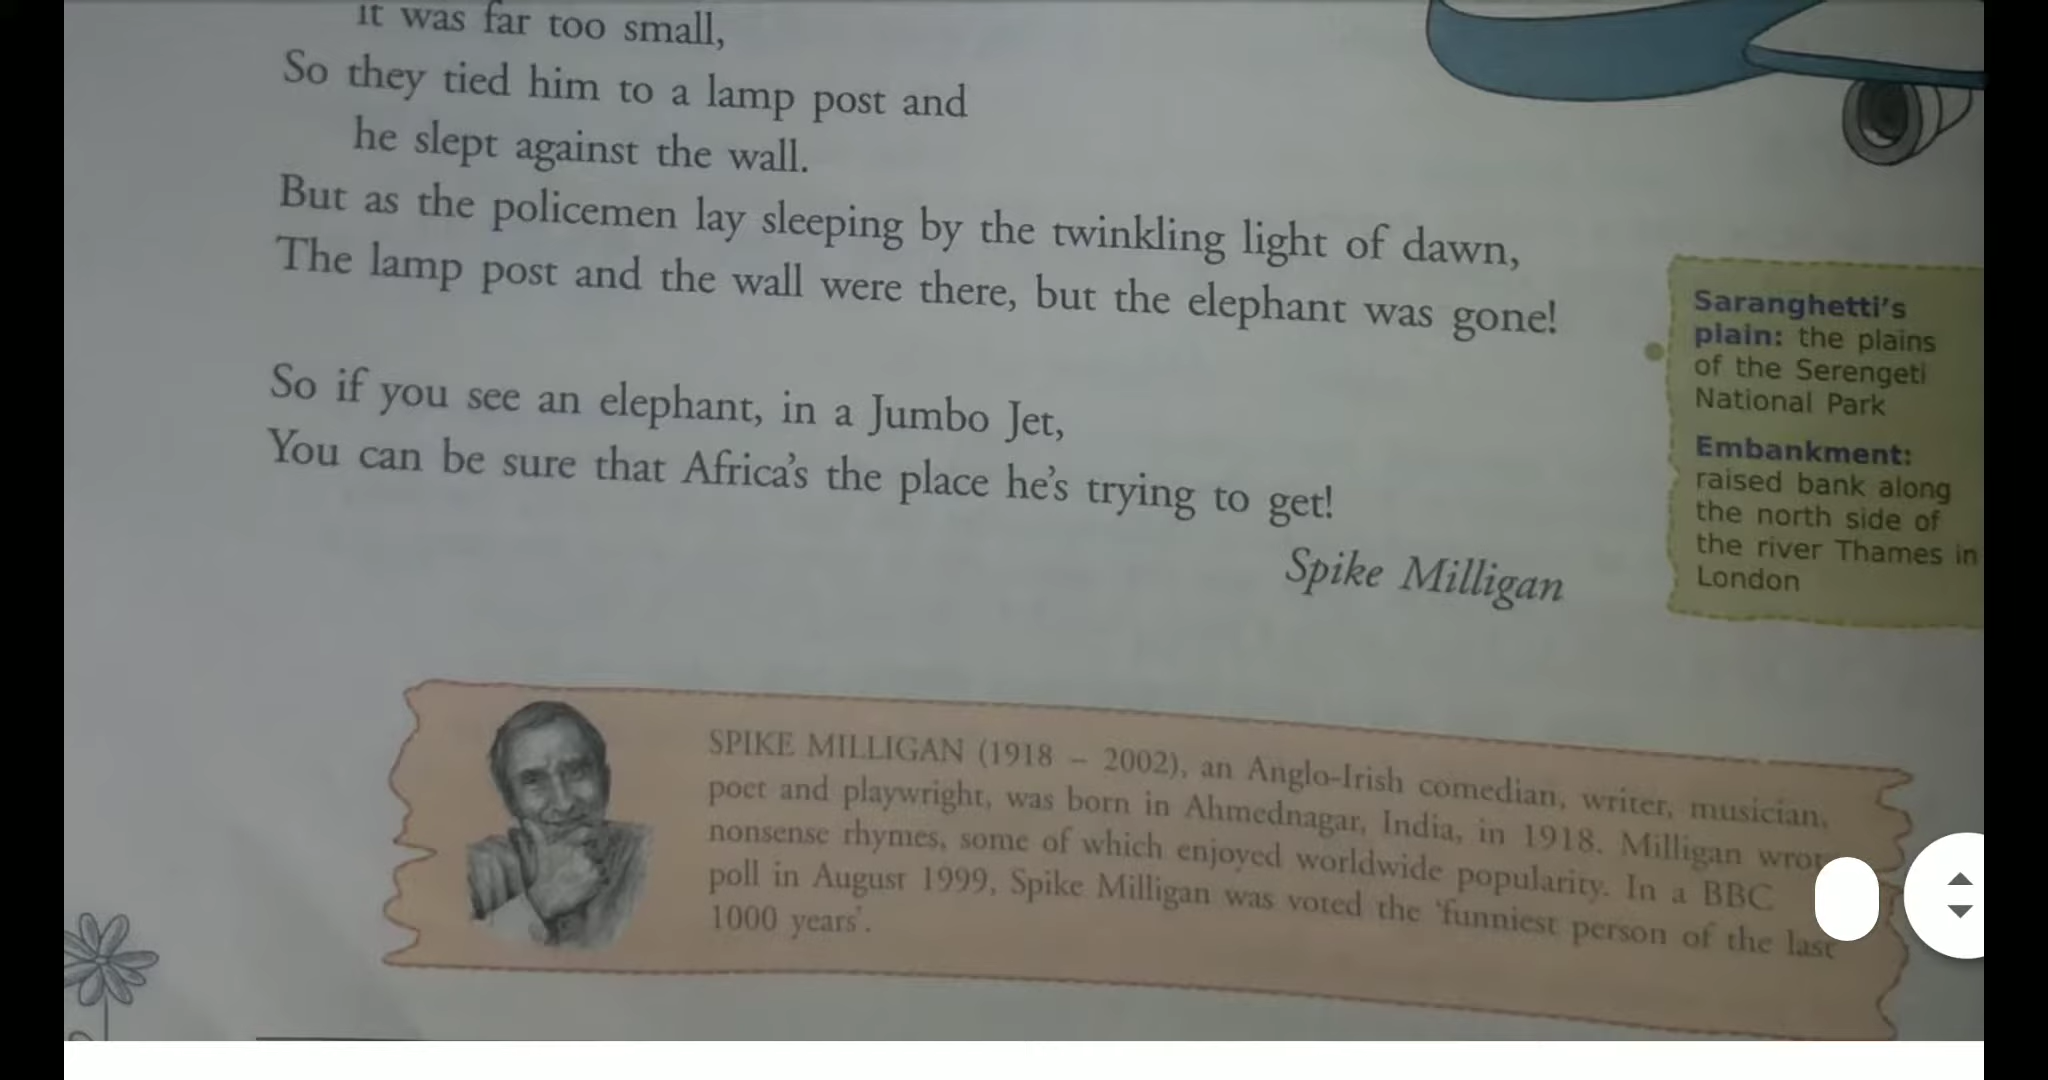 it was far too small,
So they tied him to a lamp post and
he slept against the wall.
But as the policemen lay sleeping by the twinkling light of dawn,
The lamp post and the wall were there, but the elephant was gone!
So if you see an elephant, in a Jumbo Jet,
You can be sure that Africa's the place he's trying to get!
Spike Milligan
Saranghetti's
plain: the plains
of the Serengeti
National Park
Embankment:
raised bank along
the north side of
the river Thames in
London
SPIKE MILLIGAN (1918 – 2002), an Anglo-Irish comedian, writer, musician,
poet and playwright, was born in Ahmednagar, India, in 1918. Milligan
nonsense rhymes, some of which enjoyed worldwide popularity. In a BBC
poll in August 1999, Spike Milligan was voted the 'funniest person of the last
1000 years'.